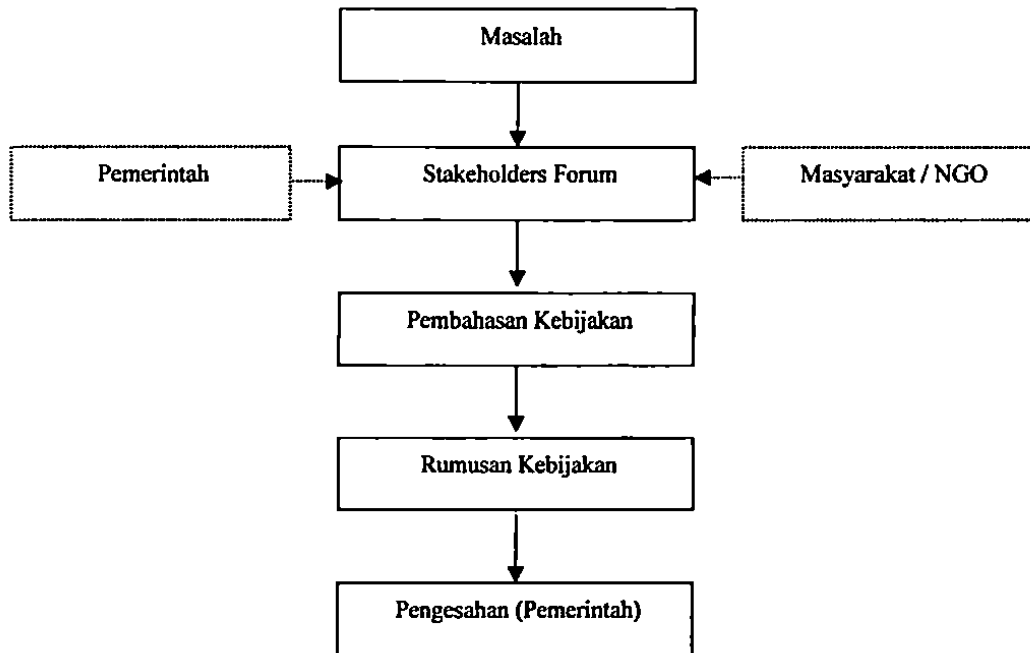 Masalah
Pemerintah
Stakeholders Forum
Masyarakat / NGO
Pembahasan Kebijakan
Rumusan Kebijakan
Pengesahan (Pemerintah)